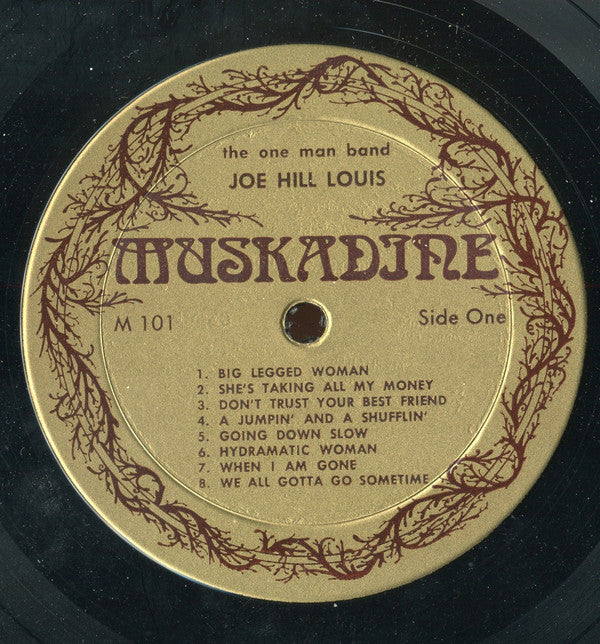 the one man band
JOE HILL LOUIS
MUSKADINE
M 101
Side One
1. BIG LEGGED WOMAN
2. SHE'S TAKING ALL MY MONEY
3. DON'T TRUST YOUR BEST FRIEND
4. A JUMPIN' AND A SHUFFLIN'
5. GOING DOWN SLOW
6. HYDRAMATIC WOMAN
7. WHEN I AM GONE
8. WE ALL GOTTA GO SOMETIME